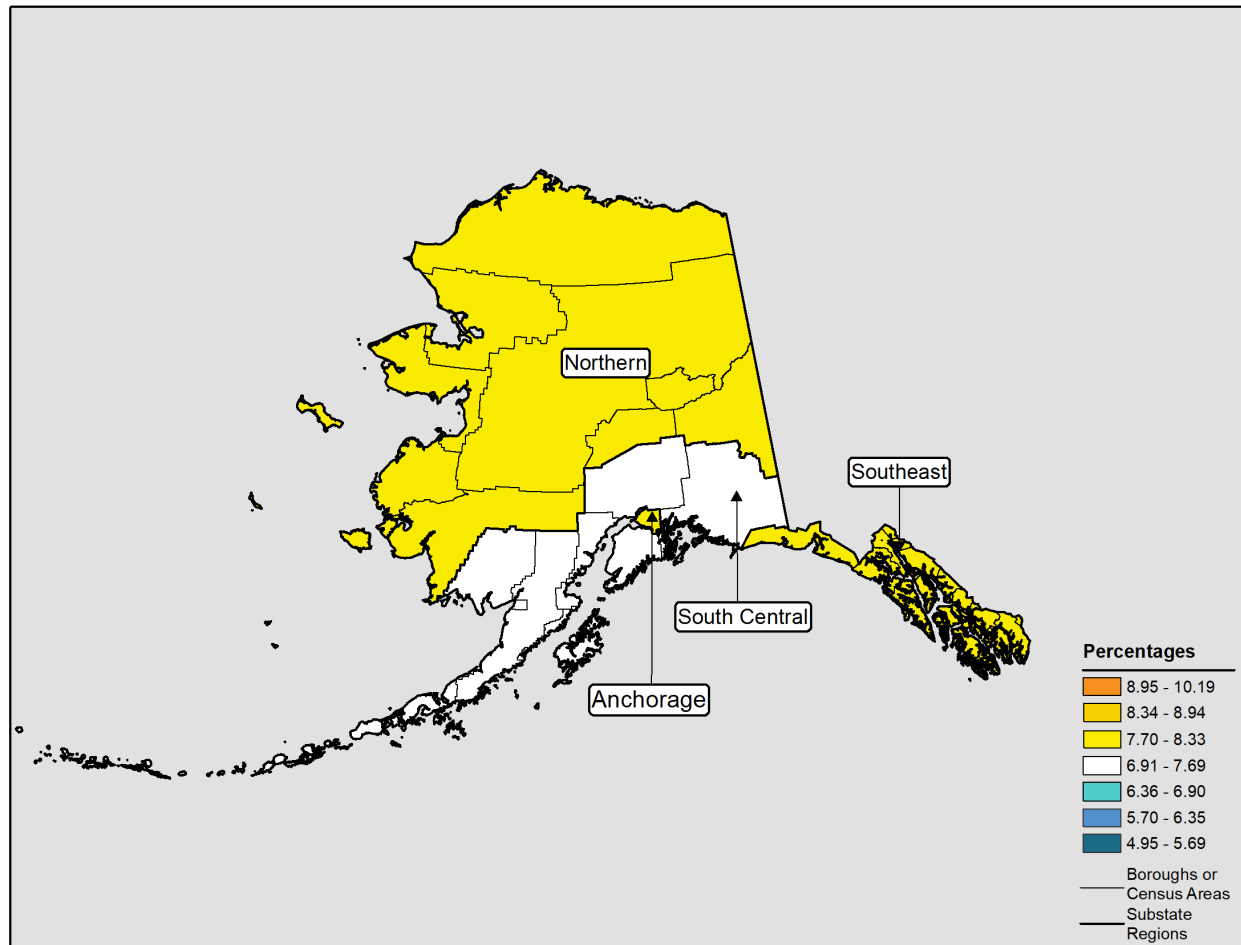 Northern
Southeast
South Central
Anchorage
Percentages
8.95 - 10.19
8.34 - 8.94
7.70 - 8.33
6.91 - 7.69
6.36 - 6.90
5.70 - 6.35
4.95 - 5.69
Boroughs or
Census Areas
Substate
Regions